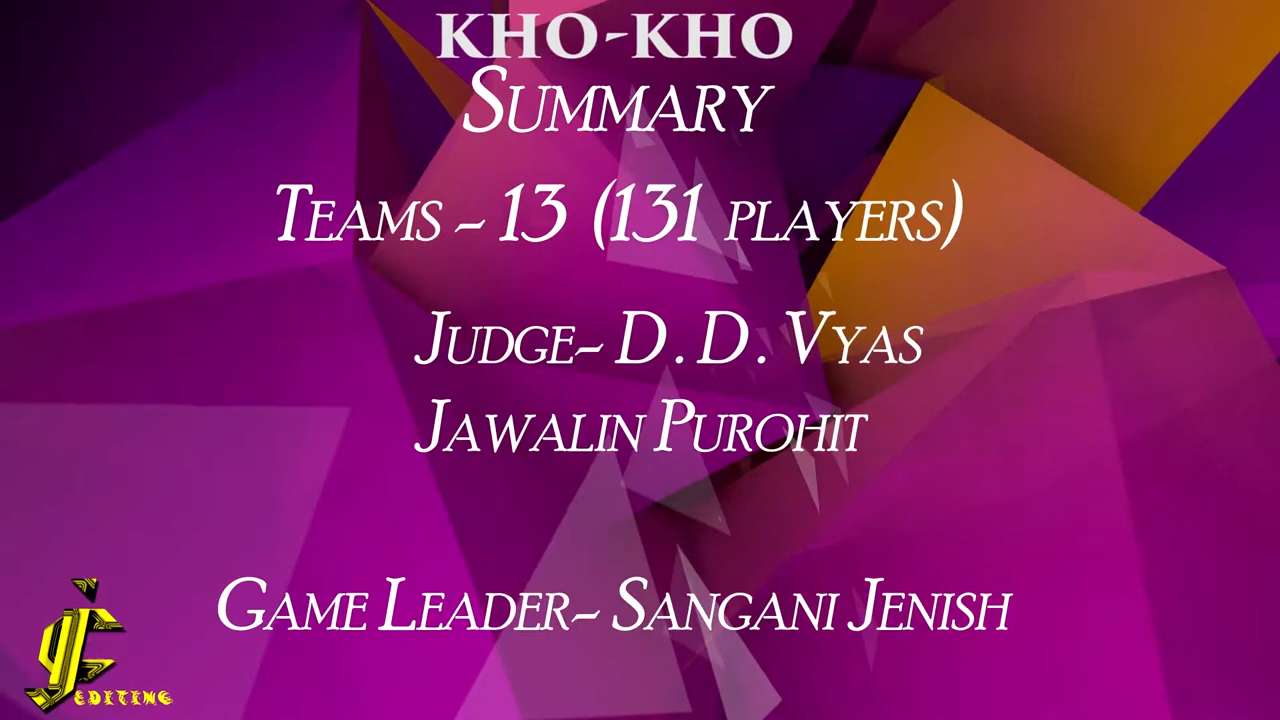 KHO-KHO
SUMMARY
TEAMS - 13 (131 PLAYERS)
JUDGE- D. D. VYAS
JAWALIN PUROHIT
GAME LEADER- SANGANI JENISH
EDITING